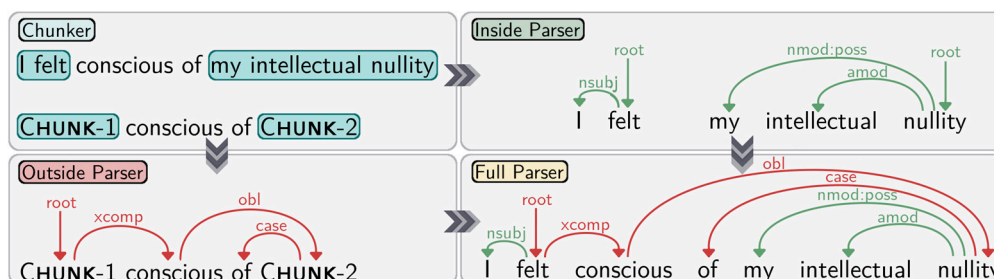 Chunker
I felt conscious of my intellectual nullity
CHUNK-1 conscious of CHUNK-2
Inside Parser
root
nsubj
nmod:poss
amod
root
I felt my intellectual nullity
Outside Parser
root
xcomp
obl
case
CHUNK-1 conscious of CHUNK-2
Full Parser
obl
case
nmod:poss
amod
root
nsubj
xcomp
I felt conscious of my intellectual nullity